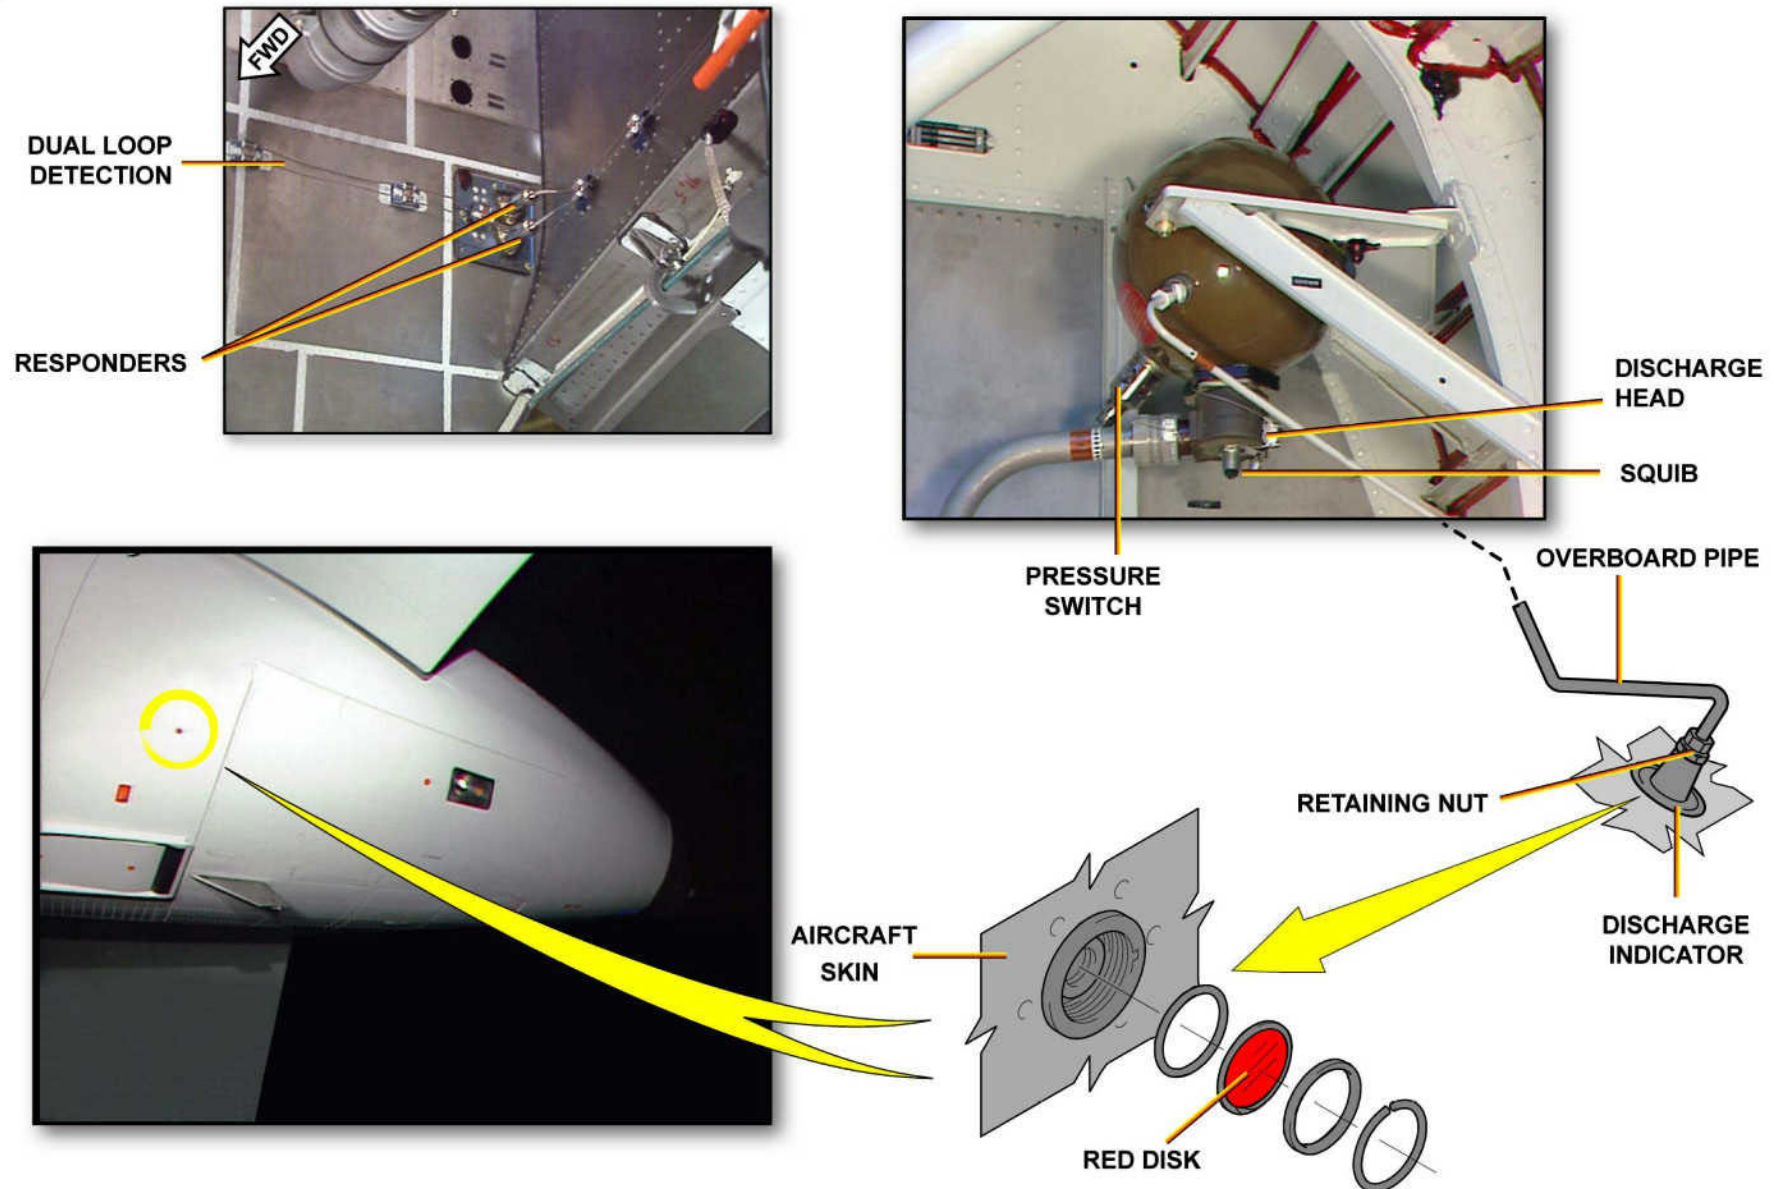 FWD
DUAL LOOP
DETECTION
RESPONDERS
DISCHARGE
HEAD
SQUIB
PRESSURE
SWITCH
OVERBOARD PIPE
RETAINING NUT
DISCHARGE
INDICATOR
AIRCRAFT
SKIN
RED DISK